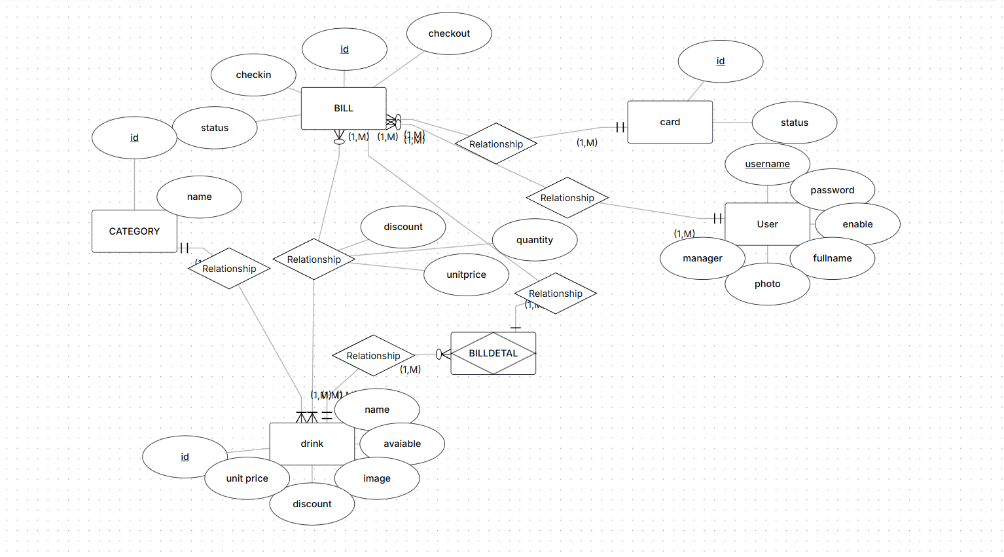 checkout
id
checkin
BILL
id
status
id
card
status
(1,M)
(1,M)
(1,M)
(1,M)
Relationship
(1,M)
username
password
name
Relationship
CATEGORY
discount
quantity
User
enable
(1,M)
manager
fullname
Relationship
Relationship
unitprice
photo
Relationship
BILLDETAL
Relationship
(1,M)
name
drink
avaiable
id
unit price
image
discount